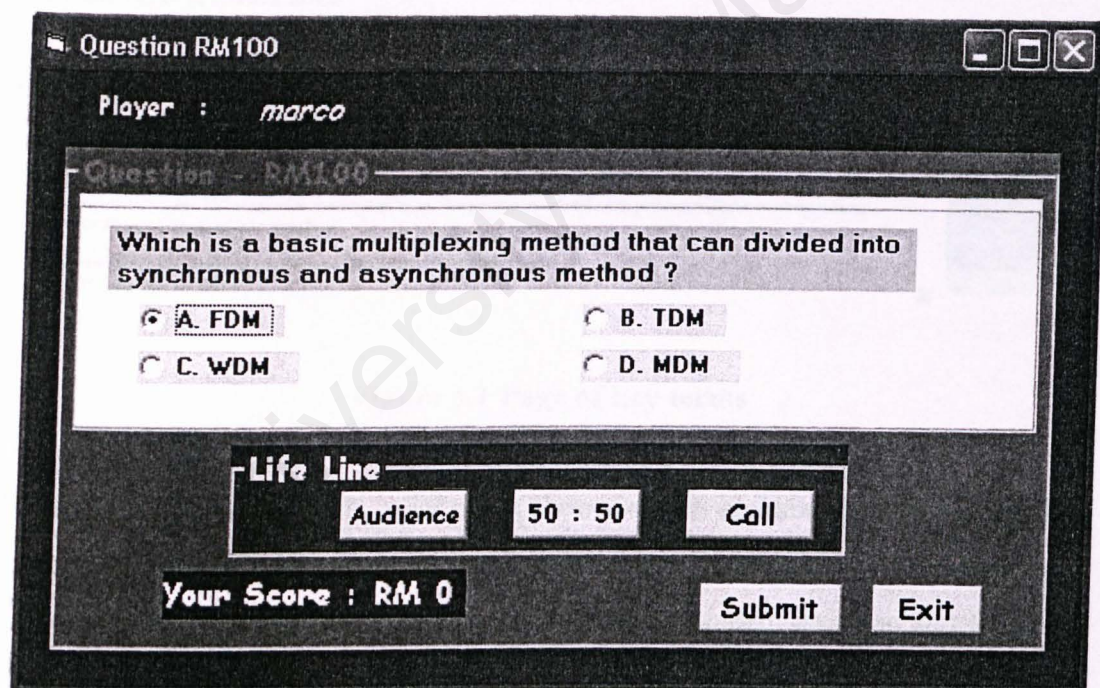 Question RM100
Player : marco
Question - RM100
Which is a basic multiplexing method that can divided into
synchronous and asynchronous method ?
A. FDM B. TDM
C. WDM D. MDM
Life Line
Audience 50 : 50 Call
Your Score : RM 0
Submit Exit